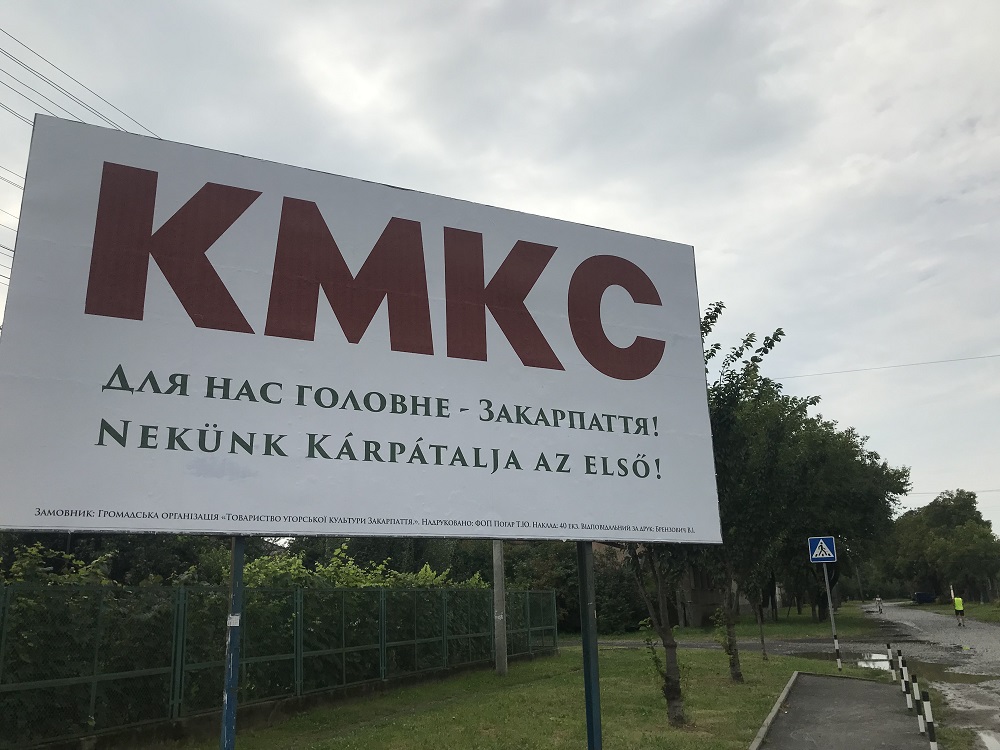 КМКС
Для нас головне - Закарпаття!
Nekünk Kárpátalja az első!
Замовник: Громадська організація «Товариство угорської культури Закарпаття.». Надруковано: ФОП Погар Т.Ю. Наклад: 40 екз. Відповідальний за друк: Брензович В.І.